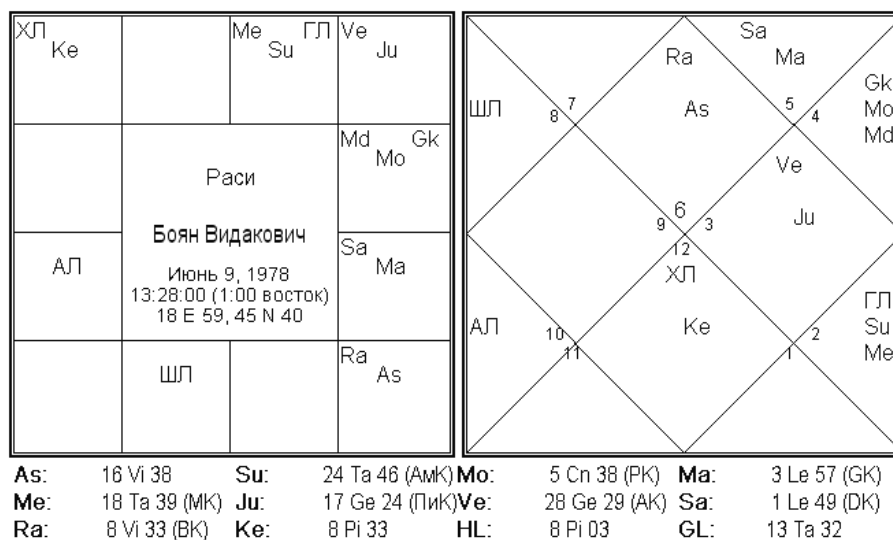 ХЛ
Ke
Me ГЛ
Su
Ve
Ju
Md Gk
Mo
Sa
Ma
Ra
As
ШЛ
АЛ
Раси
Боян Видакович
Июнь 9, 1978
13:28:00 (1:00 восток)
18 E 59, 45 N 40
Sa
Ma
Ra
As
5
4
Gk
Mo
Md
ШЛ
8
7
Ve
Ju
6
9
3
12
ХЛ
Ke
АЛ
10
11
2
1
ГЛ
Su
Me
As: 16 Vi 38 Su: 24 Ta 46 (АмК) Mo: 5 Cn 38 (PK) Ma: 3 Le 57 (GK)
Me: 18 Ta 39 (MK) Ju: 17 Ge 24 (ПиК) Ve: 28 Ge 29 (AK) Sa: 1 Le 49 (DK)
Ra: 8 Vi 33 (BK) Ke: 8 Pi 33 HL: 8 Pi 03 GL: 13 Ta 32